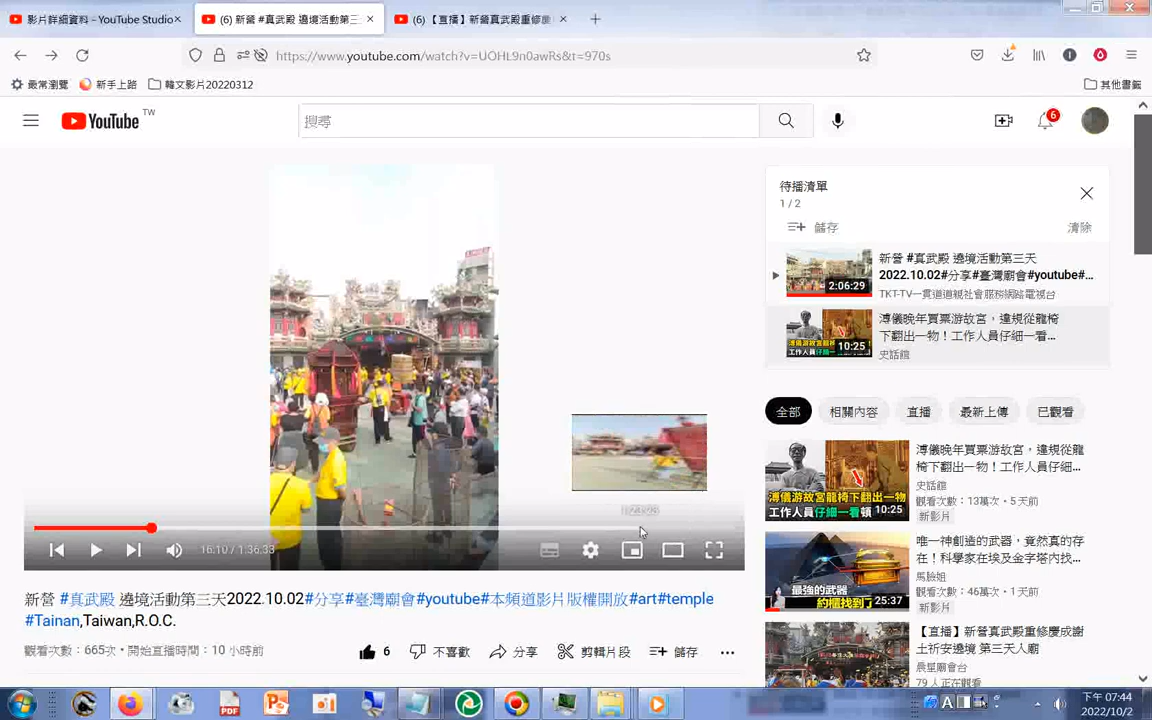 影片詳細資料 - YouTube Studio
(6) 新營 #真武殿 遶境活動第三
(6) 【直播】新營真武殿重修慶
https://www.youtube.com/watch?v=UOHL9n0awRs&t=970s
最常瀏覽
新手上路
韓文影片20220312
其他書籤
YouTube TW
搜尋
6
待播清單
1 / 2
儲存
清除
新營 #真武殿 遶境活動第三天
2022.10.02#分享#臺灣廟會#youtube#...
TKT-TV一貫道道親社會服務網路電視台
2:06:29
溥儀晚年買票游故宮，違規從龍椅
下翻出一物！工作人員仔細一看...
史話館
10:25
全部
相關內容
直播
最新上傳
已觀看
溥儀晚年買票游故宮，違規從龍
椅下翻出一物！工作人員仔細一...
史話館
觀看次數：13萬次・5 天前
新影片
溥儀游故宮龍椅下翻出一物
工作人員仔細一看頓
10:25
唯一神創造的武器，竟然真的存
在！科學家在埃及金字塔內找...
馬臉姐
觀看次數：46萬次・1 天前
新影片
最強的武器
約櫃找到了
25:37
【直播】新營真武殿重修慶成謝
土祈安遶境 第三天入廟
晨星廟會台
79 人正在觀看
1:23:23
16:10 / 1:36:33
新營 #真武殿 遶境活動第三天2022.10.02#分享#臺灣廟會#youtube#本頻道影片版權開放#art#temple
#Tainan,Taiwan,R.O.C.
觀看次數：665次・開始直播時間：10 小時前
6
不喜歡
分享
剪輯片段
儲存
下午 07:44
2022/10/2